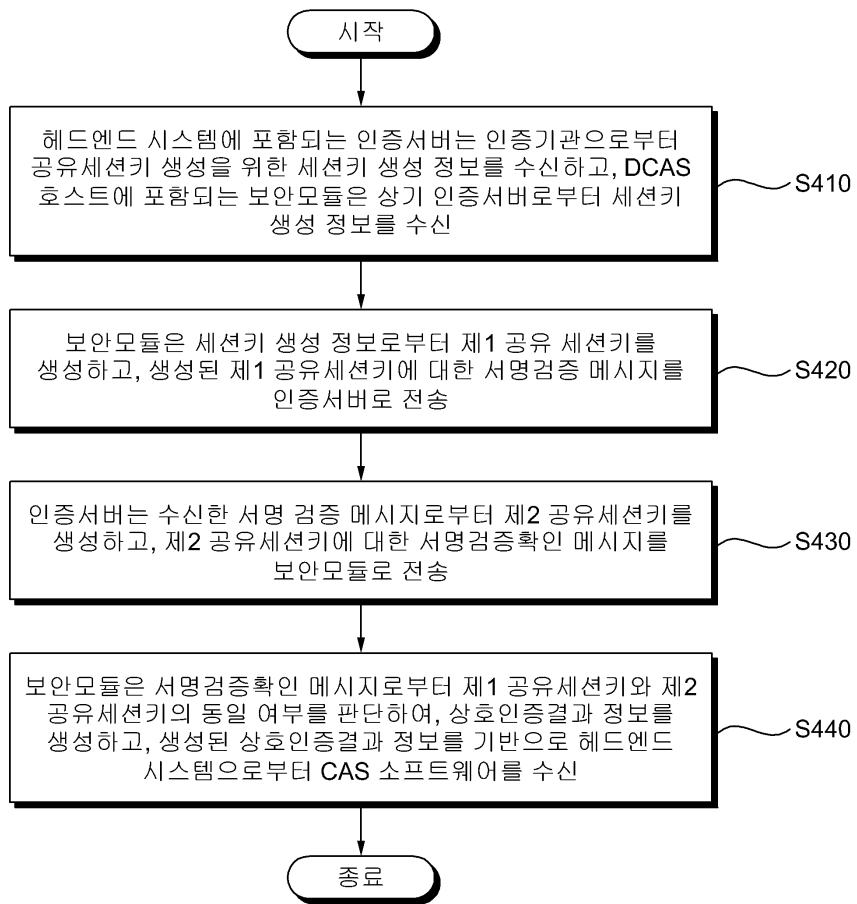 시작
헤드엔드 시스템에 포함되는 인증서버는 인증기관으로부터
공유세션키 생성을 위한 세션키 생성 정보를 수신하고, DCAS
호스트에 포함되는 보안모듈은 상기 인증서버로부터 세션키
생성 정보를 수신
S410
보안모듈은 세션키 생성 정보로부터 제1 공유 세션키를
생성하고, 생성된 제1 공유세션키에 대한 서명검증 메시지를
인증서버로 전송
S420
인증서버는 수신한 서명 검증 메시지로부터 제2 공유세션키를
생성하고, 제2 공유세션키에 대한 서명검증확인 메시지를
보안모듈로 전송
S430
보안모듈은 서명검증확인 메시지로부터 제1 공유세션키와 제2
공유세션키의 동일 여부를 판단하여, 상호인증결과 정보를
생성하고, 생성된 상호인증결과 정보를 기반으로 헤드엔드
시스템으로부터 CAS 소프트웨어를 수신
S440
종료